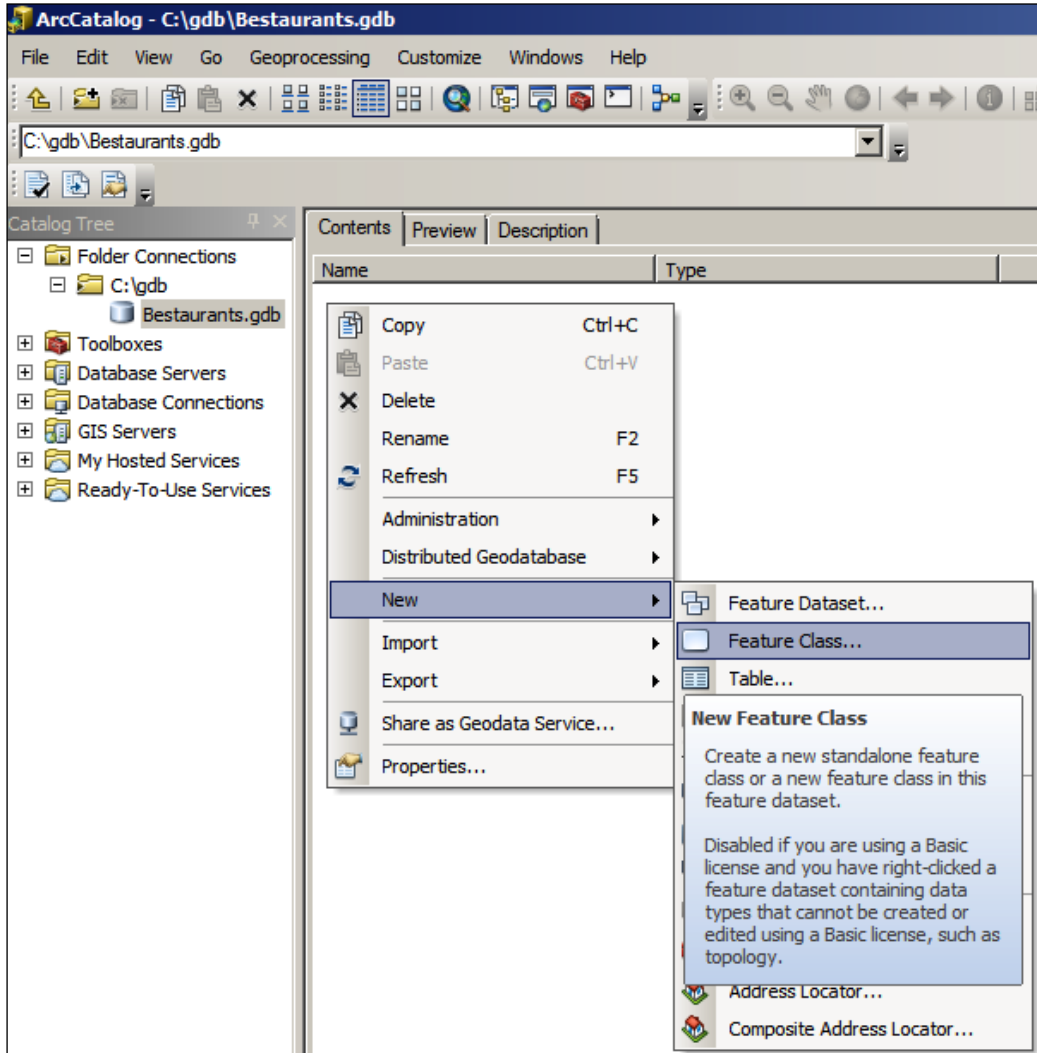 ArcCatalog - C:\gdb\Bestaurants.gdb
File Edit View Go Geoprocessing Customize Windows Help
C:\gdb\Bestaurants.gdb
Catalog Tree
Folder Connections
C:\gdb
Bestaurants.gdb
Toolboxes
Database Servers
Database Connections
GIS Servers
My Hosted Services
Ready-To-Use Services
Contents Preview Description
Name Type
Copy Ctrl+C
Paste Ctrl+V
Delete
Rename F2
Refresh F5
Administration
Distributed Geodatabase
New
Import
Export
Share as Geodata Service...
Properties...
Feature Dataset...
Feature Class...
Table...
New Feature Class
Create a new standalone feature
class or a new feature class in this
feature dataset.
Disabled if you are using a Basic
license and you have right-clicked a
feature dataset containing data
types that cannot be created or
edited using a Basic license, such as
topology.
Address Locator...
Composite Address Locator...